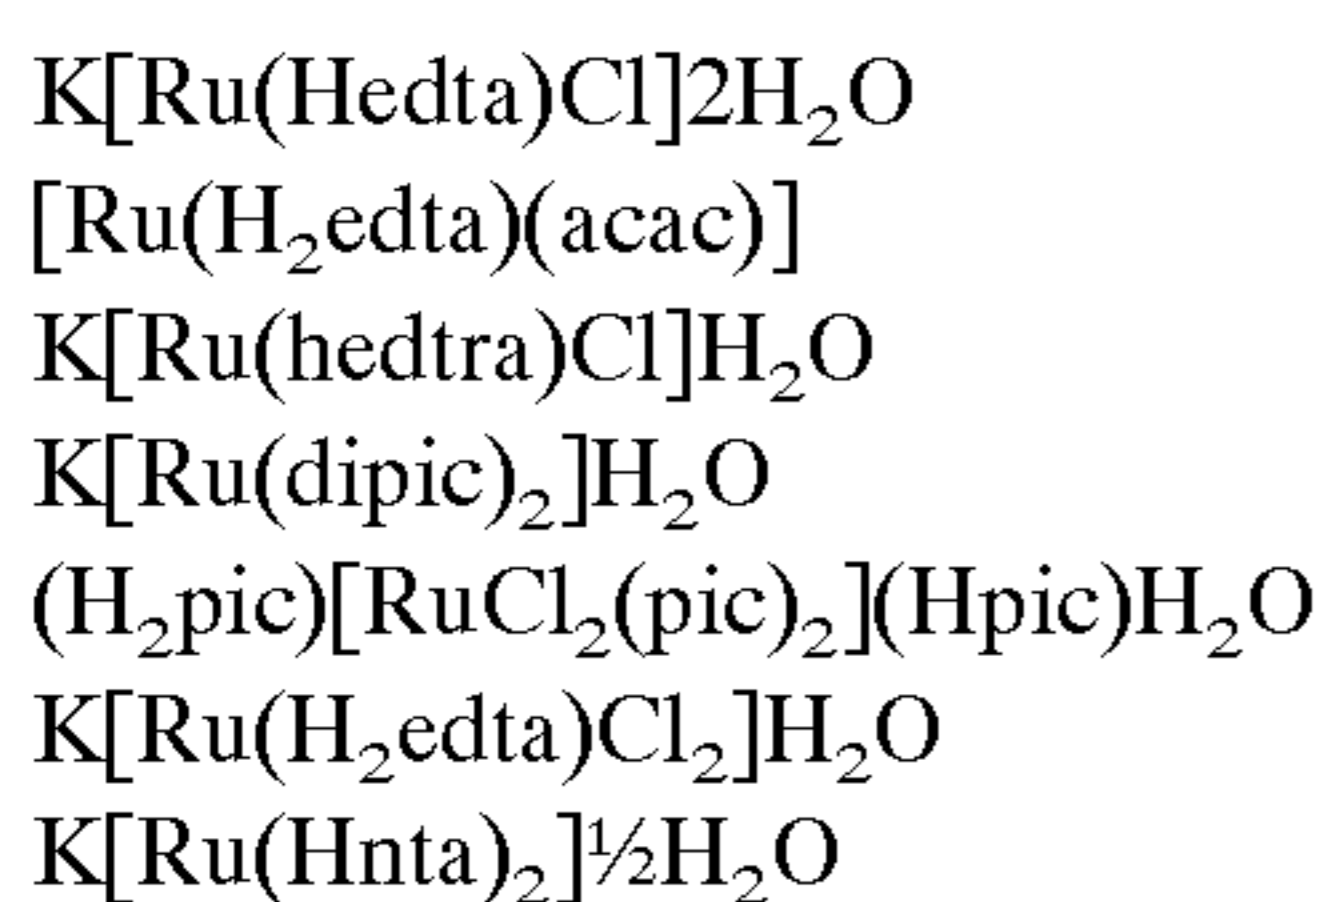 K[Ru(Hedta)Cl]2H₂O
[Ru(H₂edta)(acac)]
K[Ru(hedtra)Cl]H₂O
K[Ru(dipic)₂]H₂O
(H₂pic)[RuCl₂(pic)₂](Hpic)H₂O
K[Ru(H₂edta)Cl₂]H₂O
K[Ru(Hnta)₂]½H₂O